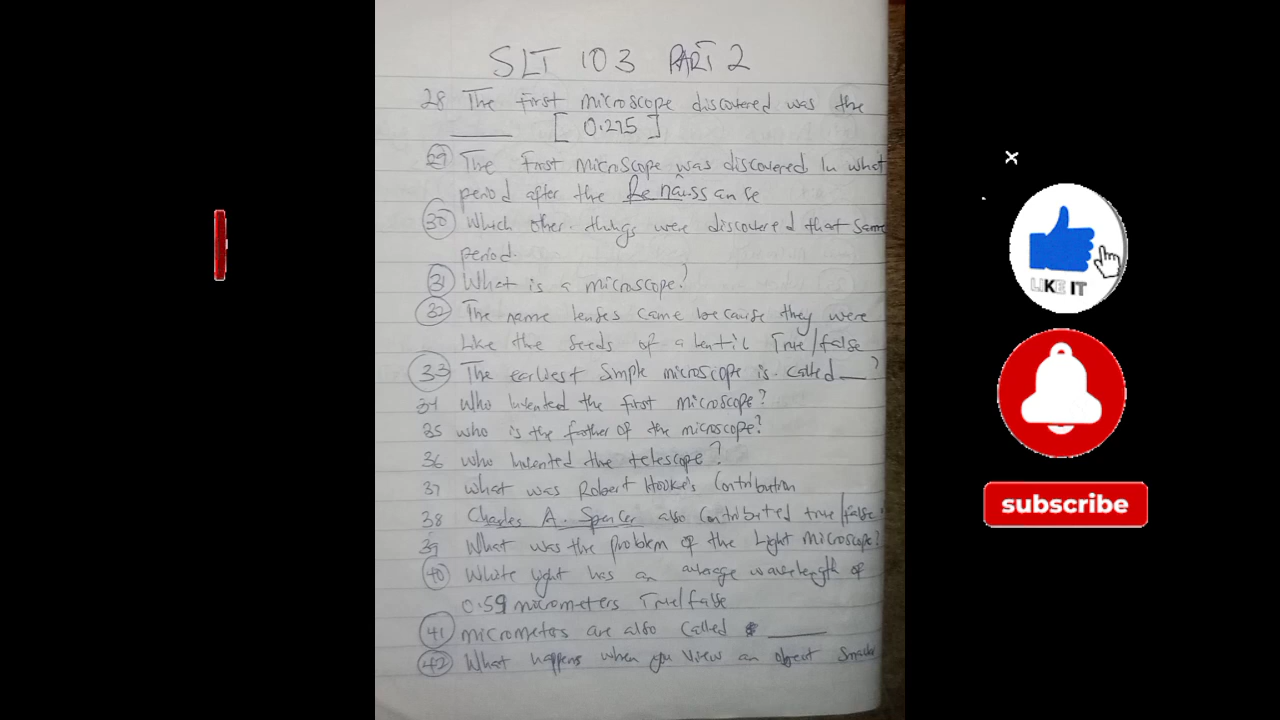 SLT 103 PART 2
28 The first microscope discovered was the
____ [ 0.275 ]
29 The First Microscope was discovered In what
period after the Renaussanse
30 Which other things were discovered that same
period.
31 What is a microscope?
32 The name lenses came because they were
Like the seeds of a lentil True/false
33 The earliest simple microscope is called ___?
34 Who Invented the first microscope?
35 who is the father of the microscope?
36 who Invented the telescope?
37 what was Robert Hooke's Contribution
38 Charles A. Spencer also contributed true/false
39 What was the problem of the Light microscope?
40 White light has an average wavelength of
0.59 micrometers True/false
41 micrometers are also called ____
42 What happens when you view an object smaller
LIKE IT
subscribe